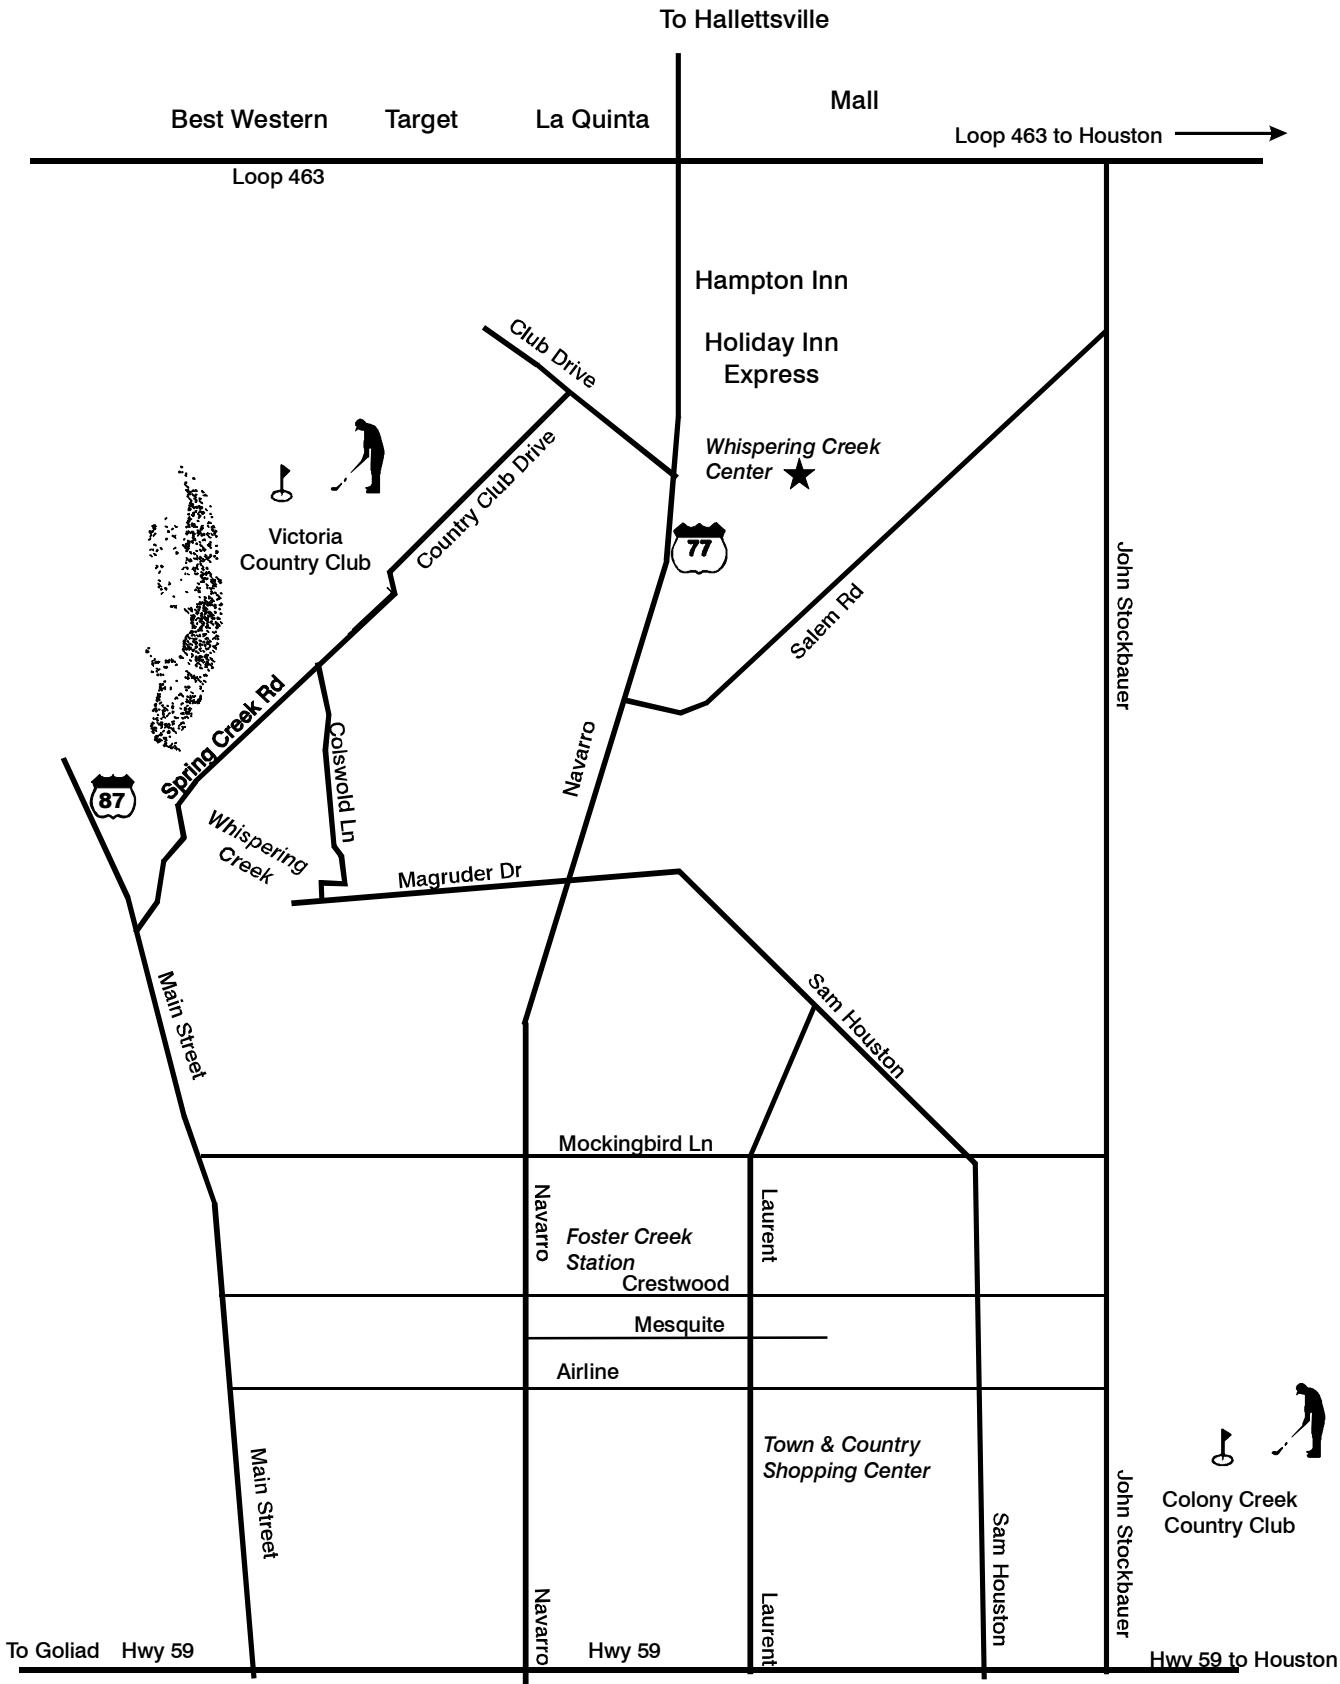 To Hallettsville
Mall
Best Western
Target
La Quinta
Loop 463 to Houston
Loop 463
Hampton Inn
Holiday Inn
Express
Club Drive
Country Club Drive
Whispering Creek
Center
Victoria
Country Club
77
Salem Rd
John Stockbauer
Spring Creek Rd
Colswold Ln
Navarro
87
Whispering
Creek
Magruder Dr
Main Street
Sam Houston
Mockingbird Ln
Navarro
Laurent
Foster Creek
Station
Crestwood
Mesquite
Airline
Town & Country
Shopping Center
Main Street
Sam Houston
John Stockbauer
Colony Creek
Country Club
Navarro
Laurent
To Goliad
Hwy 59
Hwy 59
Hwy 59 to Houston